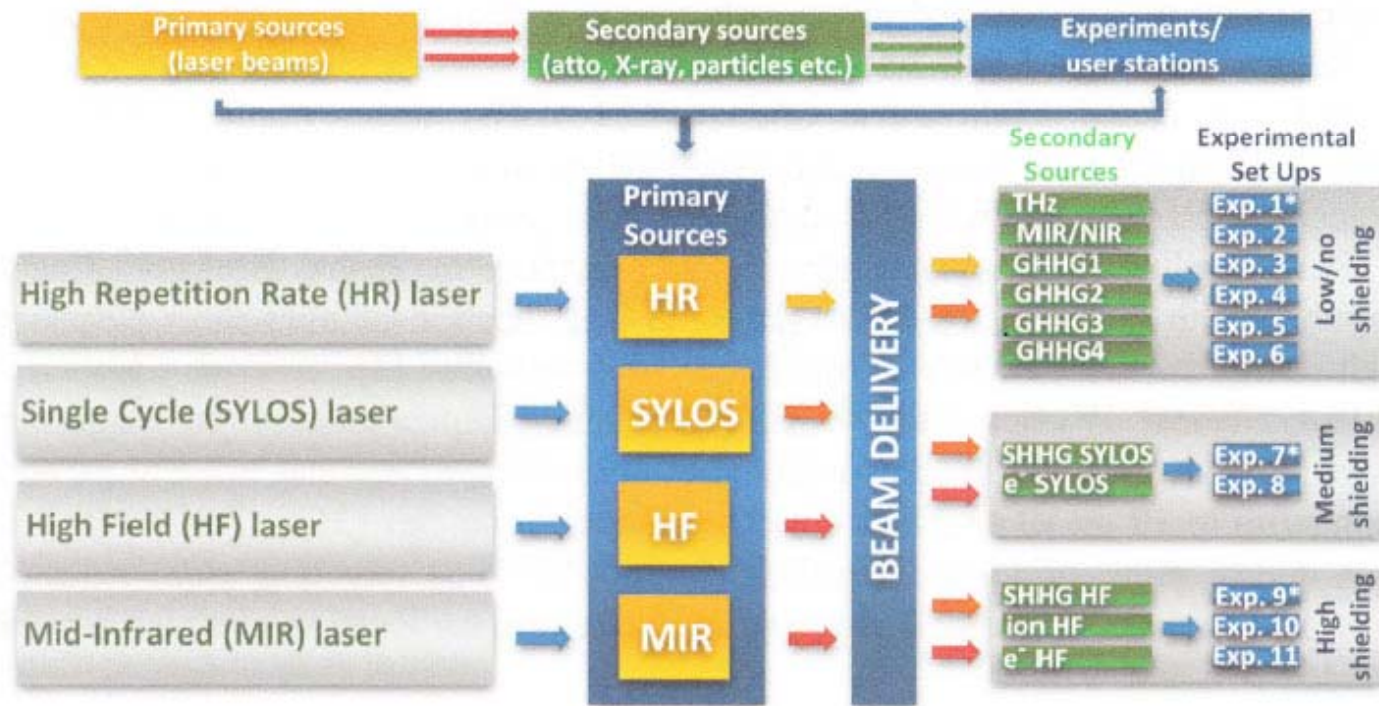 Primary sources
(laser beams)
Secondary sources
(atto, X-ray, particles etc.)
Experiments/
user stations
Secondary
Sources
Experimental
Set Ups
Primary
Sources
High Repetition Rate (HR) laser
Single Cycle (SYLOS) laser
High Field (HF) laser
Mid-Infrared (MIR) laser
HR
SYLOS
HF
MIR
BEAM DELIVERY
THz
MIR/NIR
GHHG1
GHHG2
GHHG3
GHHG4
Exp. 1*
Exp. 2
Exp. 3
Exp. 4
Exp. 5
Exp. 6
Low/no
shielding
SHHG SYLOS
e⁻ SYLOS
Exp. 7*
Exp. 8
Medium
shielding
SHHG HF
ion HF
e⁻ HF
Exp. 9*
Exp. 10
Exp. 11
High
shielding